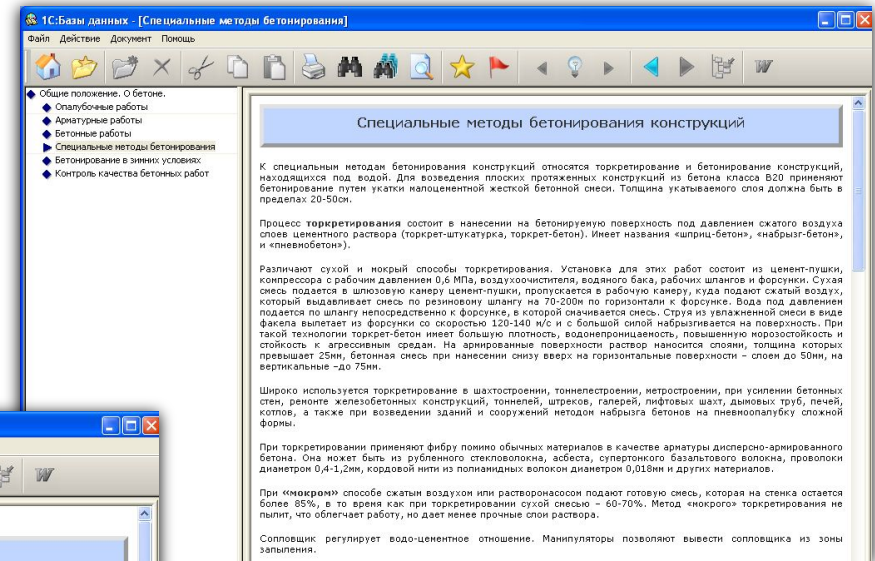 1С:Базы данных - [Специальные методы бетонирования]
Файл Действие Документ Помощь
W
Общие положение. О бетоне.
Опалубочные работы
Арматурные работы
Бетонные работы
Специальные методы бетонирования
Бетонирование в зимних условиях
Контроль качества бетонных работ
Специальные методы бетонирования конструкций
К специальным методам бетонирования конструкций относятся торкретирование и бетонирование конструкций,
находящихся под водой. Для возведения плоских протяженных конструкций из бетона класса В20 применяют
бетонирование путем укатки малоцементной жесткой бетонной смеси. Толщина укатываемого слоя должна быть в
пределах 20-50см.
Процесс торкретирования состоит в нанесении на бетонируемую поверхность под давлением сжатого воздуха
слоев цементного раствора (торкрет-штукатурка, торкрет-бетон). Имеет названия «шприц-бетон», «набрызг-бетон»,
и «пневмобетон»).
Различают сухой и мокрый способы торкретирования. Установка для этих работ состоит из цемент-пушки,
компрессора с рабочим давлением 0,6 МПа, воздухоочистителя, водяного бака, рабочих шлангов и форсунки. Сухая
смесь подается в шлюзовую камеру цемент-пушки, пропускается в рабочую камеру, куда подают сжатый воздух,
который выдавливает смесь по резиновому шлангу на 70-200м по горизонтали к форсунке. Вода под давлением
подается по шлангу непосредственно к форсунке, в которой смачивается смесь. Струя из увлажненной смеси в виде
факела вылетает из форсунки со скоростью 120-140 м/с и с большой силой набрызгивается на поверхность. При
такой технологии торкрет-бетон имеет большую плотность, водонепроницаемость, повышенную морозостойкость и
стойкость к агрессивным средам. На армированные поверхности раствор наносится слоями, толщина которых
превышает 25мм, бетонная смесь при нанесении снизу вверх на горизонтальные поверхности – слоем до 50мм, на
вертикальные –до 75мм.
Широко используется торкретирование в шахтостроении, тоннелестроении, метростроении, при усилении бетонных
стен, ремонте железобетонных конструкций, тоннелей, штреков, галерей, лифтовых шахт, дымовых труб, печей,
котлов, а также при возведении зданий и сооружений методом набрызга бетонов на пневмоопалубку сложной
формы.
При торкретировании применяют фибру помимо обычных материалов в качестве арматуры дисперсно-армированного
бетона. Она может быть из рубленного стекловолокна, асбеста, супертонкого базальтового волокна, проволоки
диаметром 0,4-1,2мм, кордовой нити из полиамидных волокон диаметром 0,018мм и других материалов.
При «мокром» способе сжатым воздухом или растворонасосом подают готовую смесь, которая на стенка остается
более 85%, в то время как при торкретировании сухой смесью – 60-70%. Метод «мокрого» торкретирования не
пылит, что облегчает работу, но дает менее прочные слои раствора.
Сопловщик регулирует водо-цементное отношение. Манипуляторы позволяют вывести сопловщика из зоны
запыления.
W